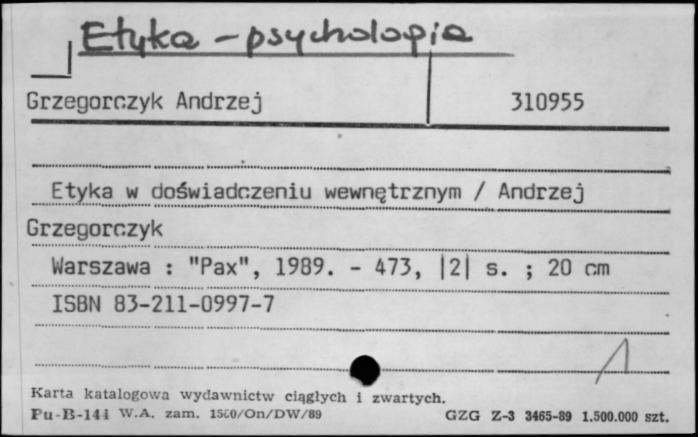 Etyka - psychologia
Grzegorczyk Andrzej 310955
Etyka w doświadczeniu wewnętrznym / Andrzej
Grzegorczyk
Warszawa : "Pax", 1989. - 473, |2| s. ; 20 cm
ISBN 83-211-0997-7
1
Karta katalogowa wydawnictw ciągłych i zwartych.
Pu-B-144 W.A. zam. 1560/On/DW/89 GZG Z-3 3465-89 1.500.000 szt.